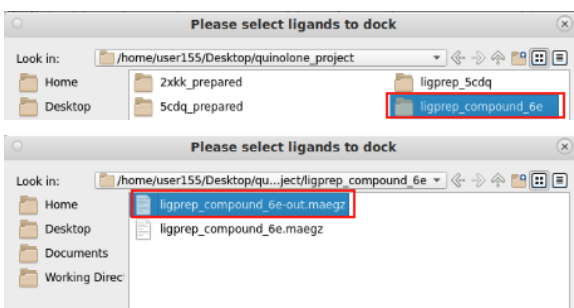 Please select ligands to dock
Look in: /home/user155/Desktop/quinolone_project
Home 2xkk_prepared ligprep_5cdq
Desktop 5cdq_prepared ligprep_compound_6e
Please select ligands to dock
Look in: /home/user155/Desktop/qu...ject/ligprep_compound_6e
Home ligprep_compound_6e-out.maegz
Desktop ligprep_compound_6e.maegz
Documents
Working Direc